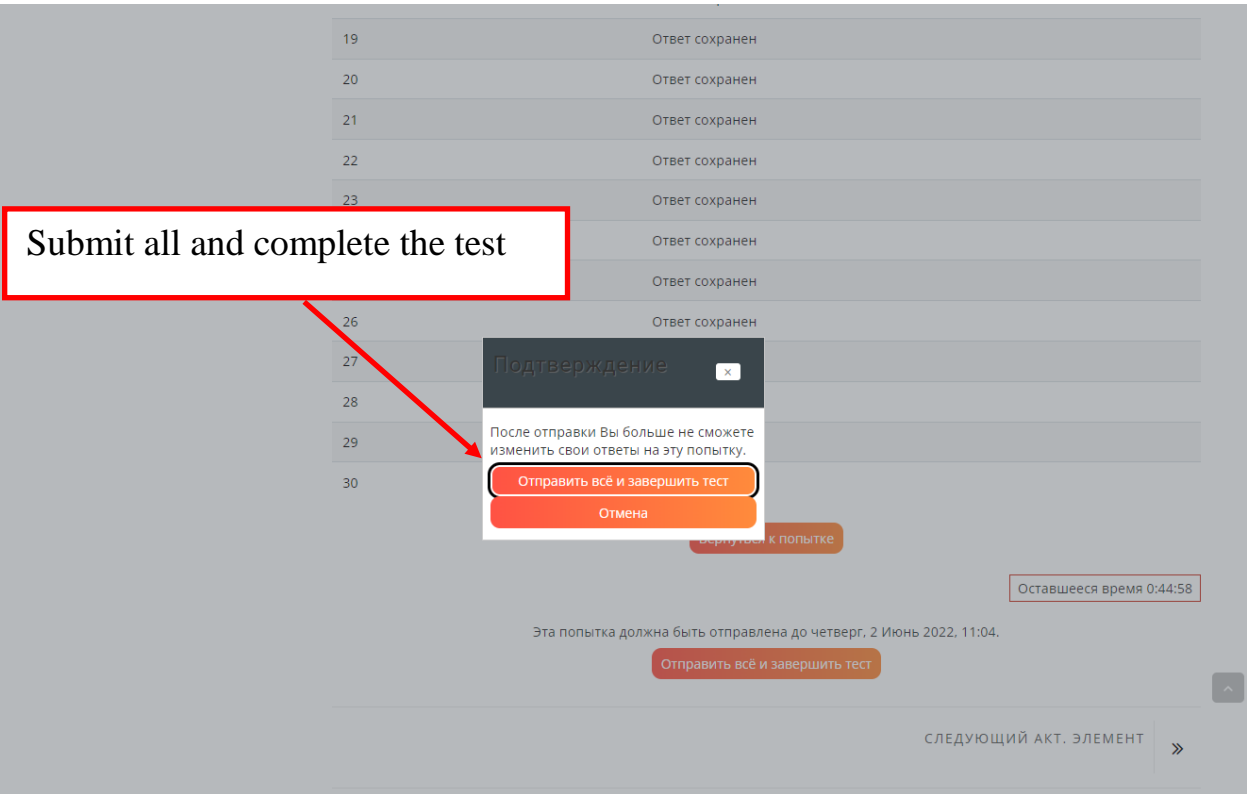 19 Ответ сохранен
20 Ответ сохранен
21 Ответ сохранен
22 Ответ сохранен
23 Ответ сохранен
Submit all and complete the test
Ответ сохранен
Ответ сохранен
26 Ответ сохранен
27
Подтверждение
×
28
После отправки Вы больше не сможете
29
изменить свои ответы на эту попытку.
30
Отправить всё и завершить тест
Отмена
Вернуться к попытке
Оставшееся время 0:44:58
Эта попытка должна быть отправлена до четверг, 2 Июнь 2022, 11:04.
Отправить всё и завершить тест
СЛЕДУЮЩИЙ АКТ. ЭЛЕМЕНТ